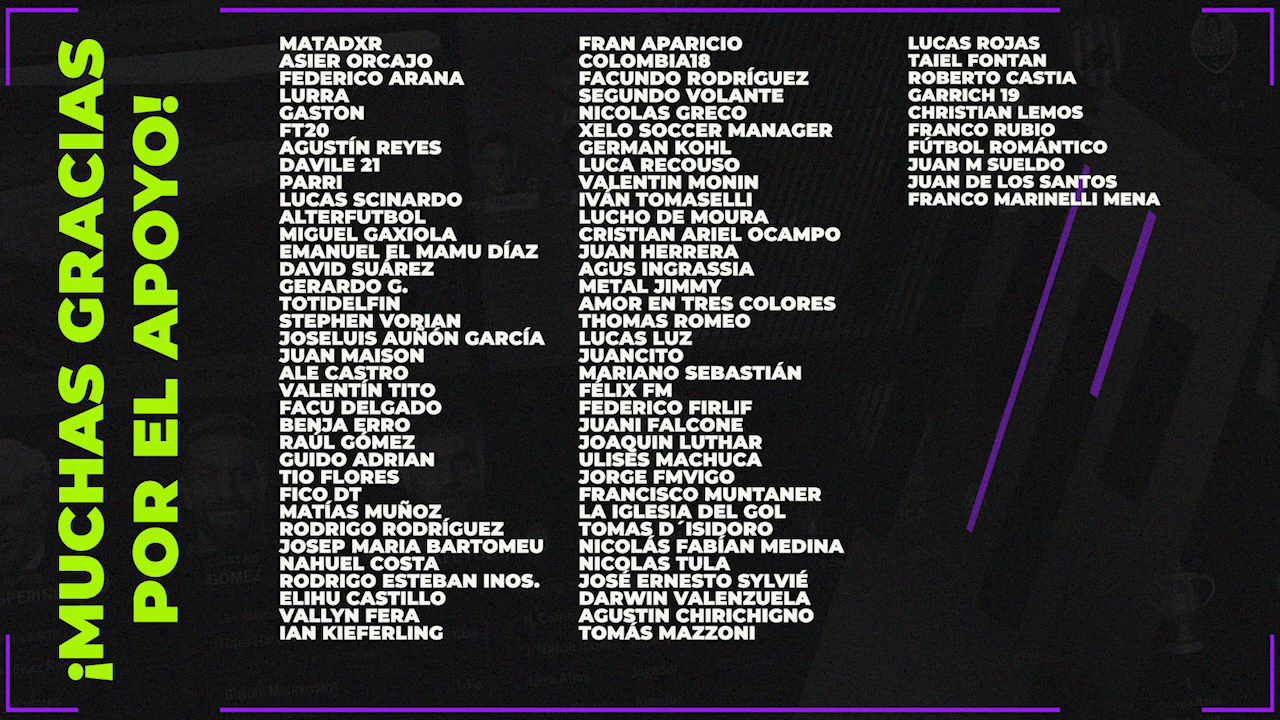 ¡MUCHAS GRACIAS
POR EL APOYO!
MATADXR
ASIER ORCAJO
FEDERICO ARANA
LURRA
GASTON
FT20
AGUSTÍN REYES
DAVILE 21
PARRI
LUCAS SCINARDO
ALTERFUTBOL
MIGUEL GAXIOLA
EMANUEL EL MAMU DÍAZ
DAVID SUÁREZ
GERARDO G.
TOTIDELFIN
STEPHEN VORIAN
JOSELUIS AUÑÓN GARCÍA
JUAN MAISON
ALE CASTRO
VALENTÍN TITO
FACU DELGADO
BENJA ERRO
RAÚL GÓMEZ
GUIDO ADRIAN
TIO FLORES
FICO DT
MATÍAS MUÑOZ
RODRIGO RODRÍGUEZ
JOSEP MARIA BARTOMEU
NAHUEL COSTA
RODRIGO ESTEBAN INOS.
ELIHU CASTILLO
VALLYN FERA
IAN KIEFERLING
FRAN APARICIO
COLOMBIA18
FACUNDO RODRÍGUEZ
SEGUNDO VOLANTE
NICOLAS GRECO
XELO SOCCER MANAGER
GERMAN KOHL
LUCA RECOUSO
VALENTIN MONIN
IVÁN TOMASELLI
LUCHO DE MOURA
CRISTIAN ARIEL OCAMPO
JUAN HERRERA
AGUS INGRASSIA
METAL JIMMY
AMOR EN TRES COLORES
THOMAS ROMEO
LUCAS LUZ
JUANCITO
MARIANO SEBASTIÁN
FÉLIX FM
FEDERICO FIRLIF
JUANI FALCONE
JOAQUIN LUTHAR
ULISES MACHUCA
JORGE FMVIGO
FRANCISCO MUNTANER
LA IGLESIA DEL GOL
TOMAS D´ISIDORO
NICOLÁS FABÍAN MEDINA
NICOLAS TULA
JOSÉ ERNESTO SYLVIÉ
DARWIN VALENZUELA
AGUSTIN CHIRICHIGNO
TOMÁS MAZZONI
LUCAS ROJAS
TAIEL FONTAN
ROBERTO CASTIA
GARRICH 19
CHRISTIAN LEMOS
FRANCO RUBIO
FÚTBOL ROMÁNTICO
JUAN M SUELDO
JUAN DE LOS SANTOS
FRANCO MARINELLI MENA